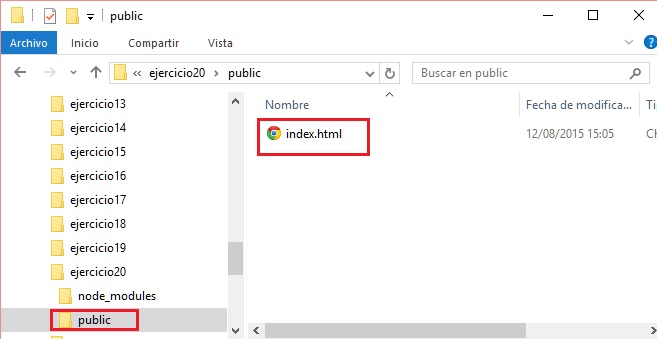 public
Archivo Inicio Compartir Vista
« ejercicio20 > public Buscar en public
ejercicio13
ejercicio14
ejercicio15
ejercicio16
ejercicio17
ejercicio18
ejercicio19
ejercicio20
node_modules
public
Nombre Fecha de modifica... Ti
index.html 12/08/2015 15:05 CH